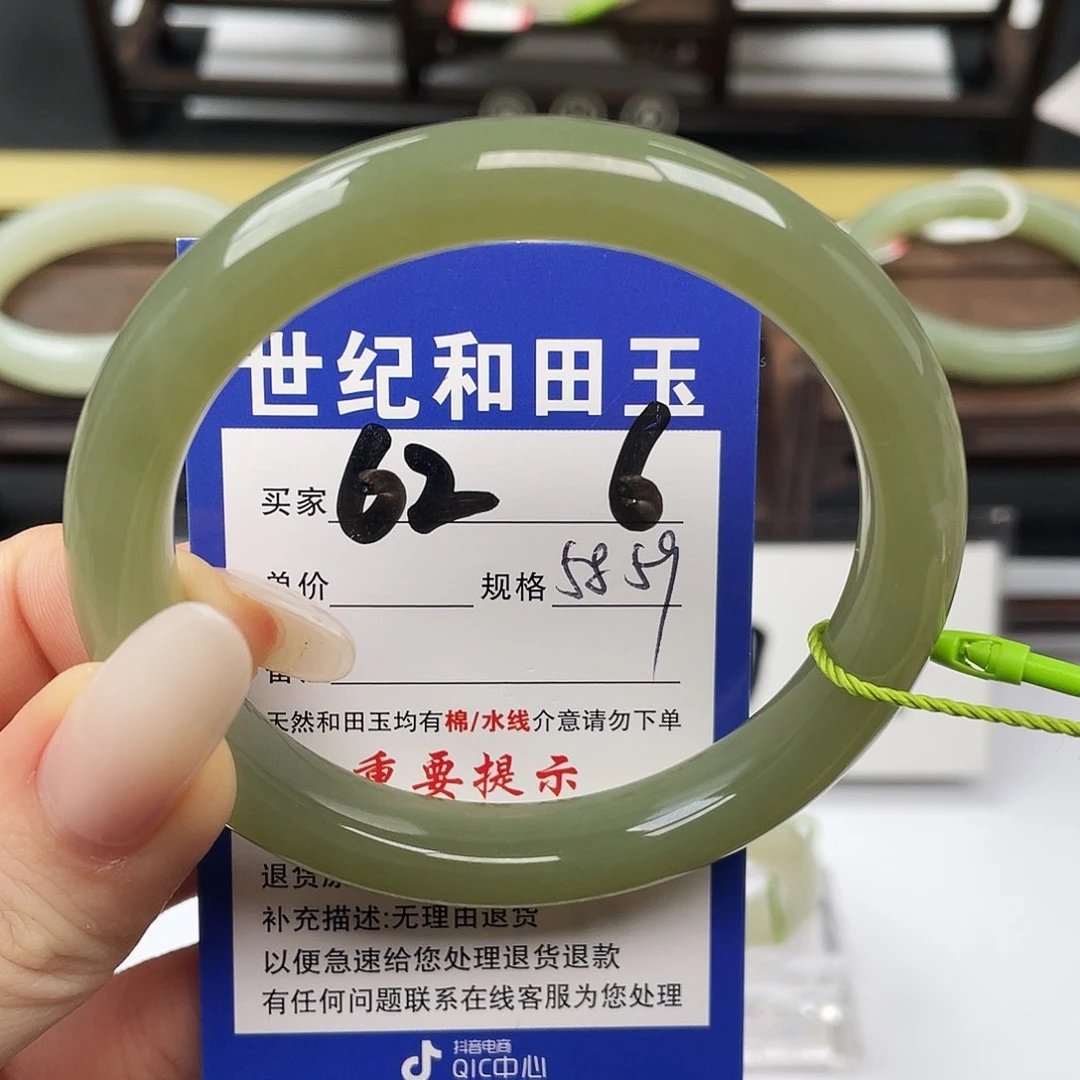 世纪和田玉
买家 62 6
单价 规格 58 59
天然和田玉均有棉/水线介意请勿下单
重要提示
退货
补充描述:无理由退货
以便急速给您处理退货退款
有任何问题联系在线客服为您处理
抖音电商
QIC中心